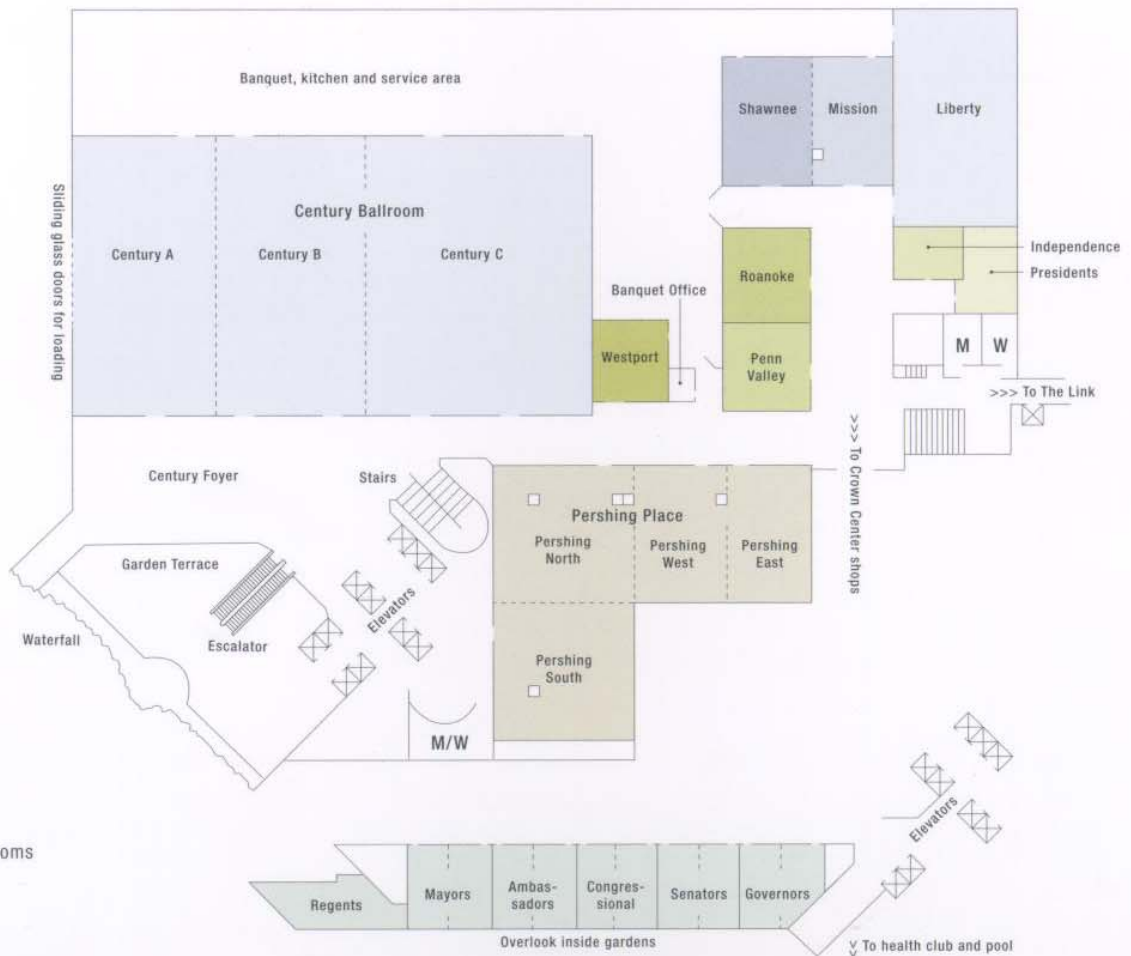 Banquet, kitchen and service area
Shawnee
Mission
Liberty
Sliding glass doors for loading
Century Ballroom
Century A
Century B
Century C
Independence
Presidents
Roanoke
Banquet Office
Westport
Penn
Valley
M
W
>>> To The Link
>>> To Crown Center shops
Century Foyer
Stairs
Pershing Place
Pershing
North
Pershing
West
Pershing
East
Garden Terrace
Elevators
Waterfall
Escalator
Pershing
South
M/W
Elevators
oms
Regents
Mayors
Ambas-
sadors
Congres-
sional
Senators
Governors
Overlook inside gardens
>> To health club and pool